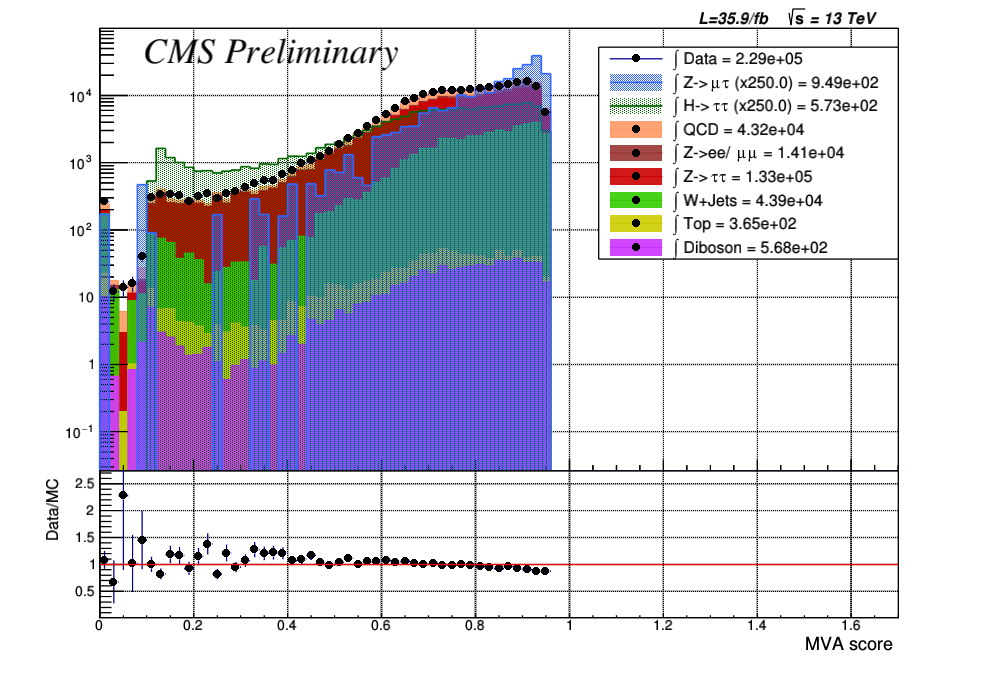 L=35.9/fb √s = 13 TeV
CMS Preliminary
∫ Data = 2.29e+05
∫ Z->μτ (x250.0) = 9.49e+02
∫ H->ττ (x250.0) = 5.73e+02
∫ QCD = 4.32e+04
∫ Z->ee/ μμ = 1.41e+04
∫ Z->ττ = 1.33e+05
∫ W+Jets = 4.39e+04
∫ Top = 3.65e+02
∫ Diboson = 5.68e+02
10⁴
10³
10²
10
1
10⁻¹
Data/MC
2.5
2
1.5
1
0.5
0 0.2 0.4 0.6 0.8 1 1.2 1.4 1.6
MVA score